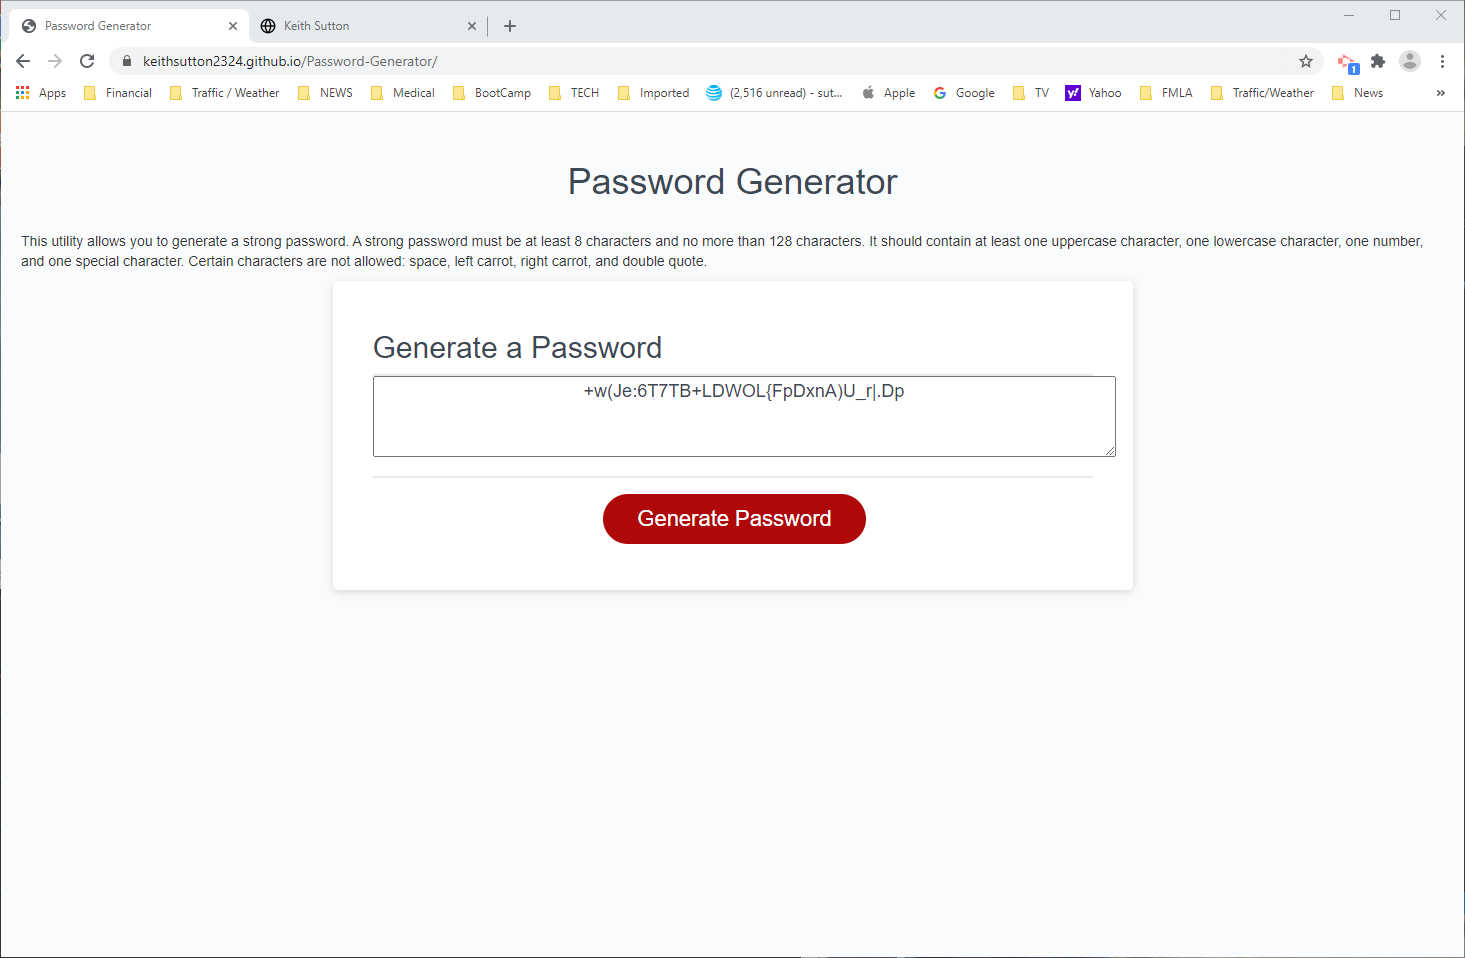 Password Generator
Keith Sutton
keithsutton2324.github.io/Password-Generator/
1
Apps Financial Traffic / Weather NEWS Medical BootCamp TECH Imported (2,516 unread) - sut... Apple Google TV Yahoo FMLA Traffic/Weather News »
Password Generator
This utility allows you to generate a strong password. A strong password must be at least 8 characters and no more than 128 characters. It should contain at least one uppercase character, one lowercase character, one number,
and one special character. Certain characters are not allowed: space, left carrot, right carrot, and double quote.
Generate a Password
+w(Je:6T7TB+LDWOL{FpDxnA)U_r|.Dp
Generate Password